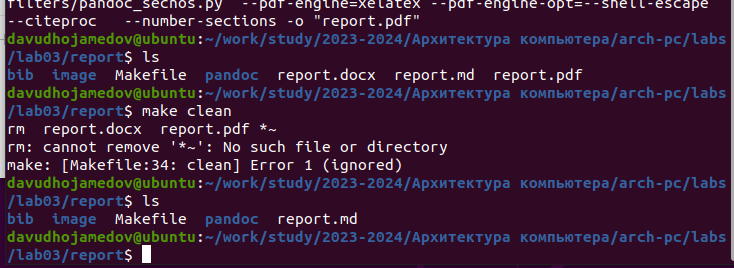 filters/pandoc_secnos.py  --pdf-engine=xelatex --pdf-engine-opt=--shell-escape
--citeproc   --number-sections -o "report.pdf"
davudhojamedov@ubuntu:~/work/study/2023-2024/Архитектура компьютера/arch-pc/labs
/lab03/report$ ls
bib  image  Makefile  pandoc  report.docx  report.md  report.pdf
davudhojamedov@ubuntu:~/work/study/2023-2024/Архитектура компьютера/arch-pc/labs
/lab03/report$ make clean
rm  report.docx  report.pdf *~
rm: cannot remove '*~': No such file or directory
make: [Makefile:34: clean] Error 1 (ignored)
davudhojamedov@ubuntu:~/work/study/2023-2024/Архитектура компьютера/arch-pc/labs
/lab03/report$ ls
bib  image  Makefile  pandoc  report.md
davudhojamedov@ubuntu:~/work/study/2023-2024/Архитектура компьютера/arch-pc/labs
/lab03/report$